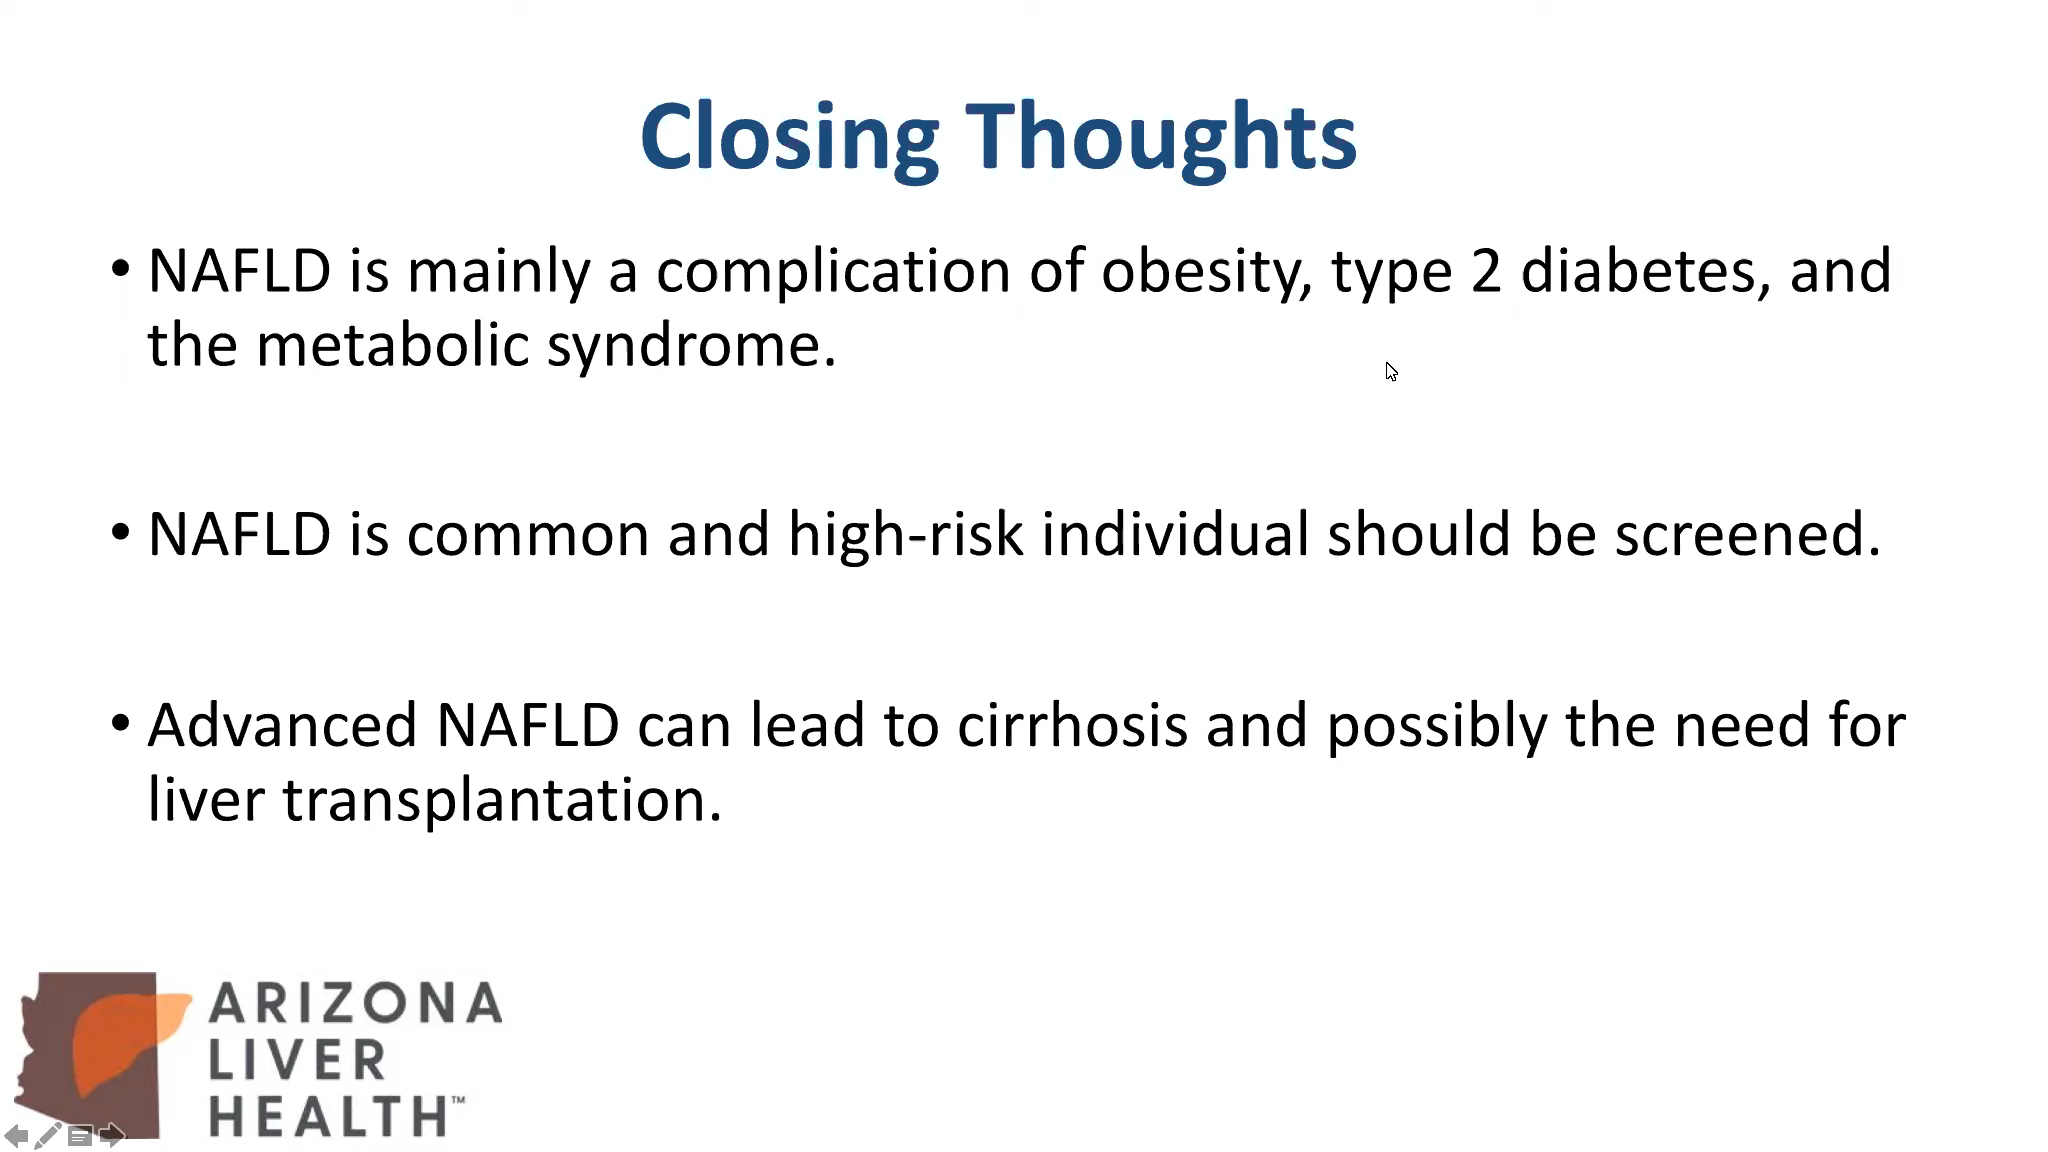 Closing Thoughts
• NAFLD is mainly a complication of obesity, type 2 diabetes, and
the metabolic syndrome.
• NAFLD is common and high-risk individual should be screened.
• Advanced NAFLD can lead to cirrhosis and possibly the need for
liver transplantation.
ARIZONA
LIVER
HEALTH™